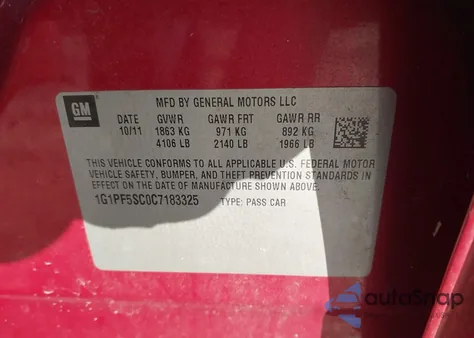 GM
MFD BY GENERAL MOTORS LLC
DATE GVWR GAWR FRT GAWR RR
10/11 1863 KG 971 KG 892 KG
4106 LB 2140 LB 1966 LB
THIS VEHICLE CONFORMS TO ALL APPLICABLE U.S. FEDERAL MOTOR
VEHICLE SAFETY, BUMPER, AND THEFT PREVENTION STANDARDS IN
EFFECT ON THE DATE OF MANUFACTURE SHOWN ABOVE.
1G1PF5SC0C7183325 TYPE: PASS CAR
autoSnap